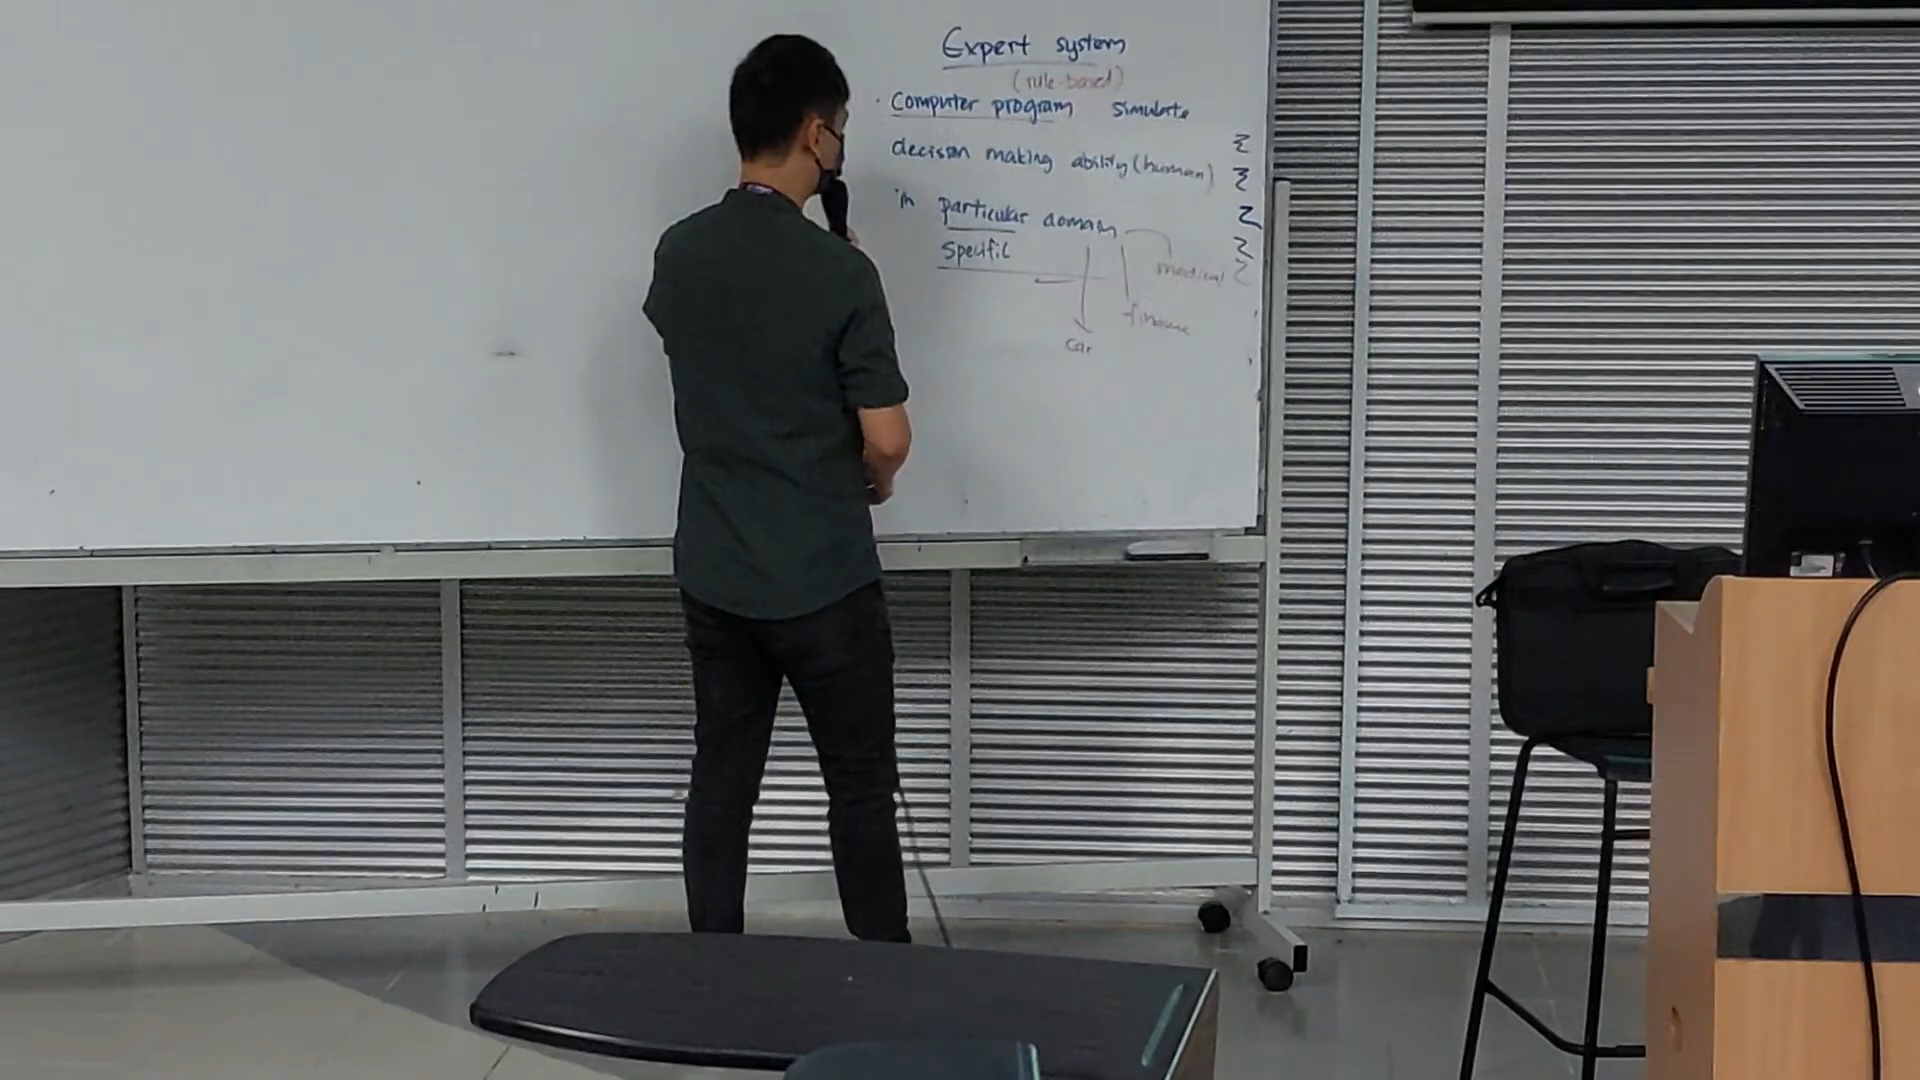 Expert system
(rule-based)
· Computer program simulate
decision making ability (human)
in particular domain
specific
medical
finance
car